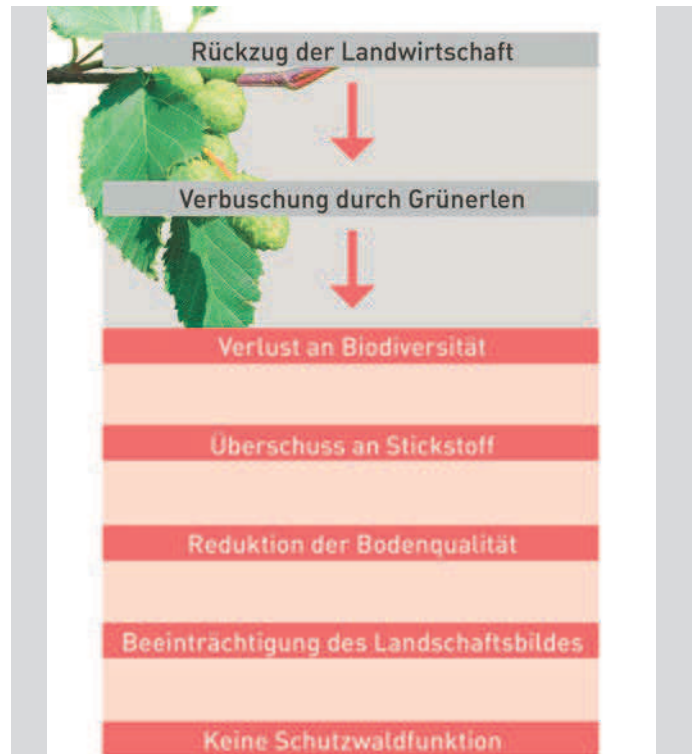 Rückzug der Landwirtschaft
Verbuschung durch Grünerlen
Verlust an Biodiversität
Überschuss an Stickstoff
Reduktion der Bodenqualität
Beeinträchtigung des Landschaftsbildes
Keine Schutzwaldfunktion